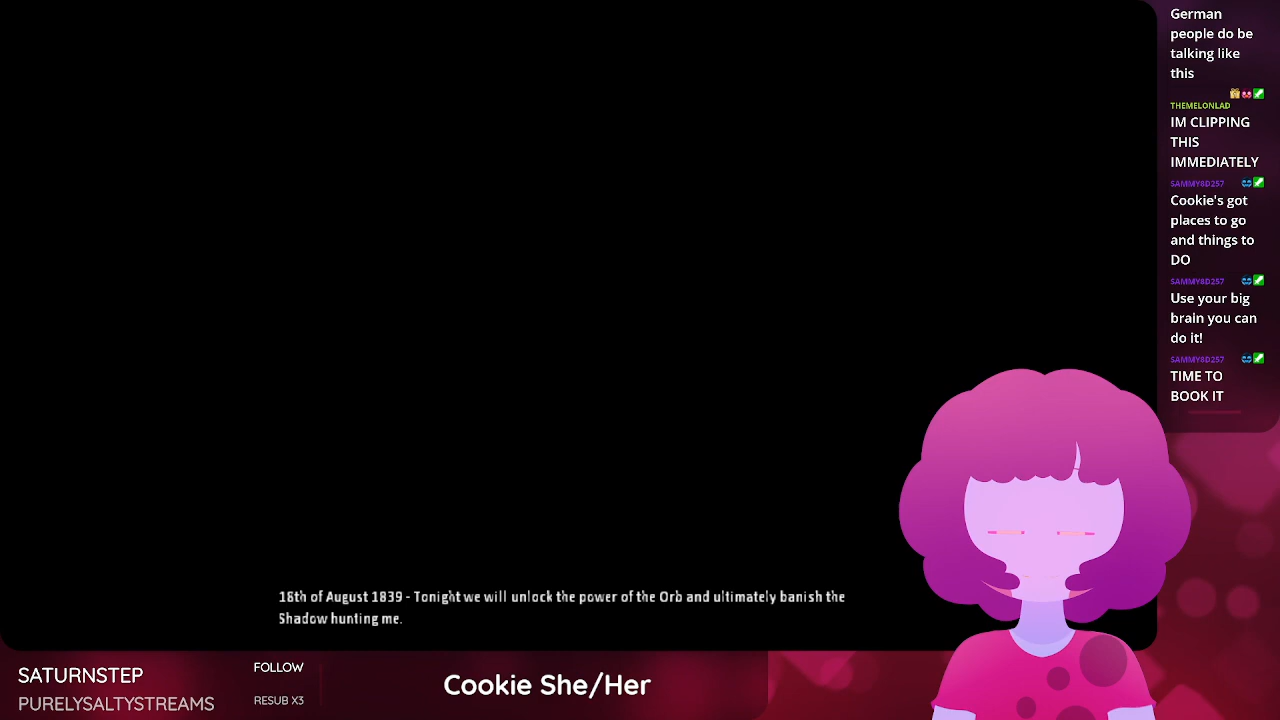 German
people do be
talking like
this
THEMELONLAD
IM CLIPPING
THIS
IMMEDIATELY
SAMMY8D257
Cookie's got
places to go
and things to
DO
SAMMY8D257
Use your big
brain you can
do it!
SAMMY8D257
TIME TO
BOOK IT
18th of August 1839 - Tonight we will unlock the power of the Orb and ultimately banish the
Shadow hunting me.
SATURNSTEP
PURELYSALTYSTREAMS
FOLLOW
RESUB X3
Cookie She/Her